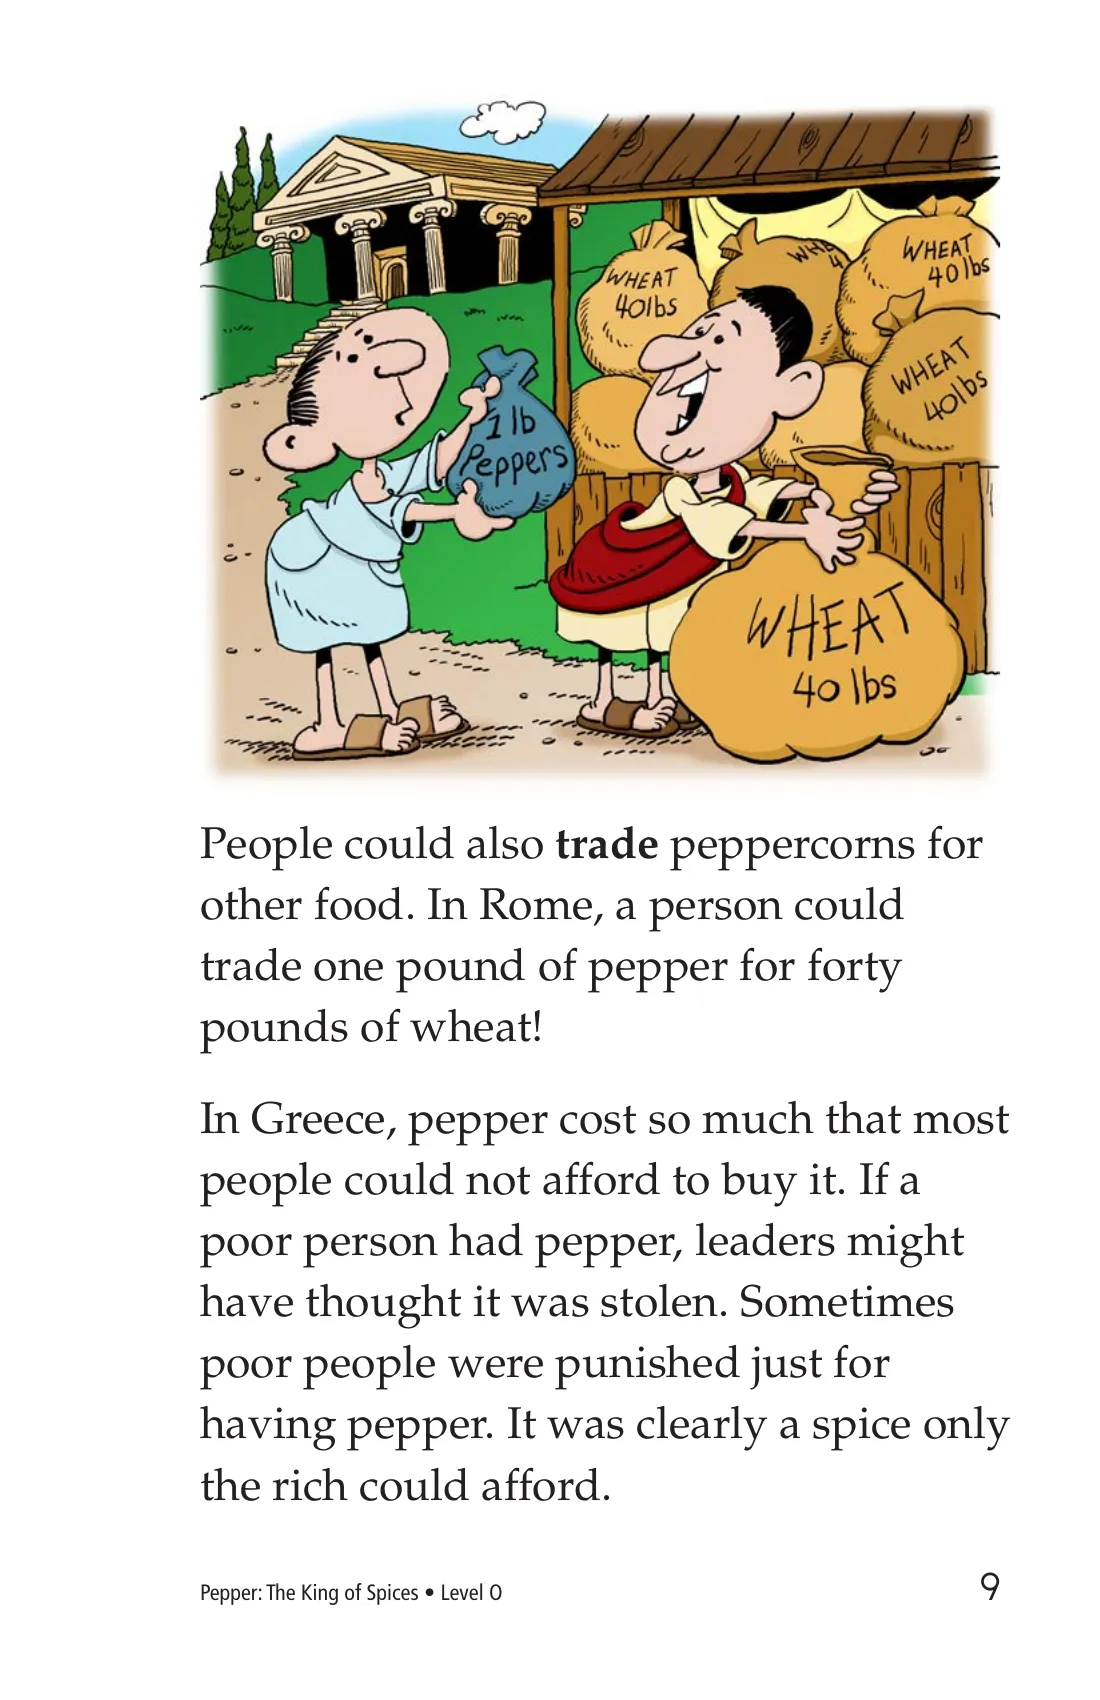 WHEAT
40lbs
WHE
4
WHEAT
40lbs
WHEAT
40lbs
1 lb
Peppers
WHEAT
40 lbs
People could also trade peppercorns for
other food. In Rome, a person could
trade one pound of pepper for forty
pounds of wheat!
In Greece, pepper cost so much that most
people could not afford to buy it. If a
poor person had pepper, leaders might
have thought it was stolen. Sometimes
poor people were punished just for
having pepper. It was clearly a spice only
the rich could afford.
Pepper: The King of Spices • Level O
9